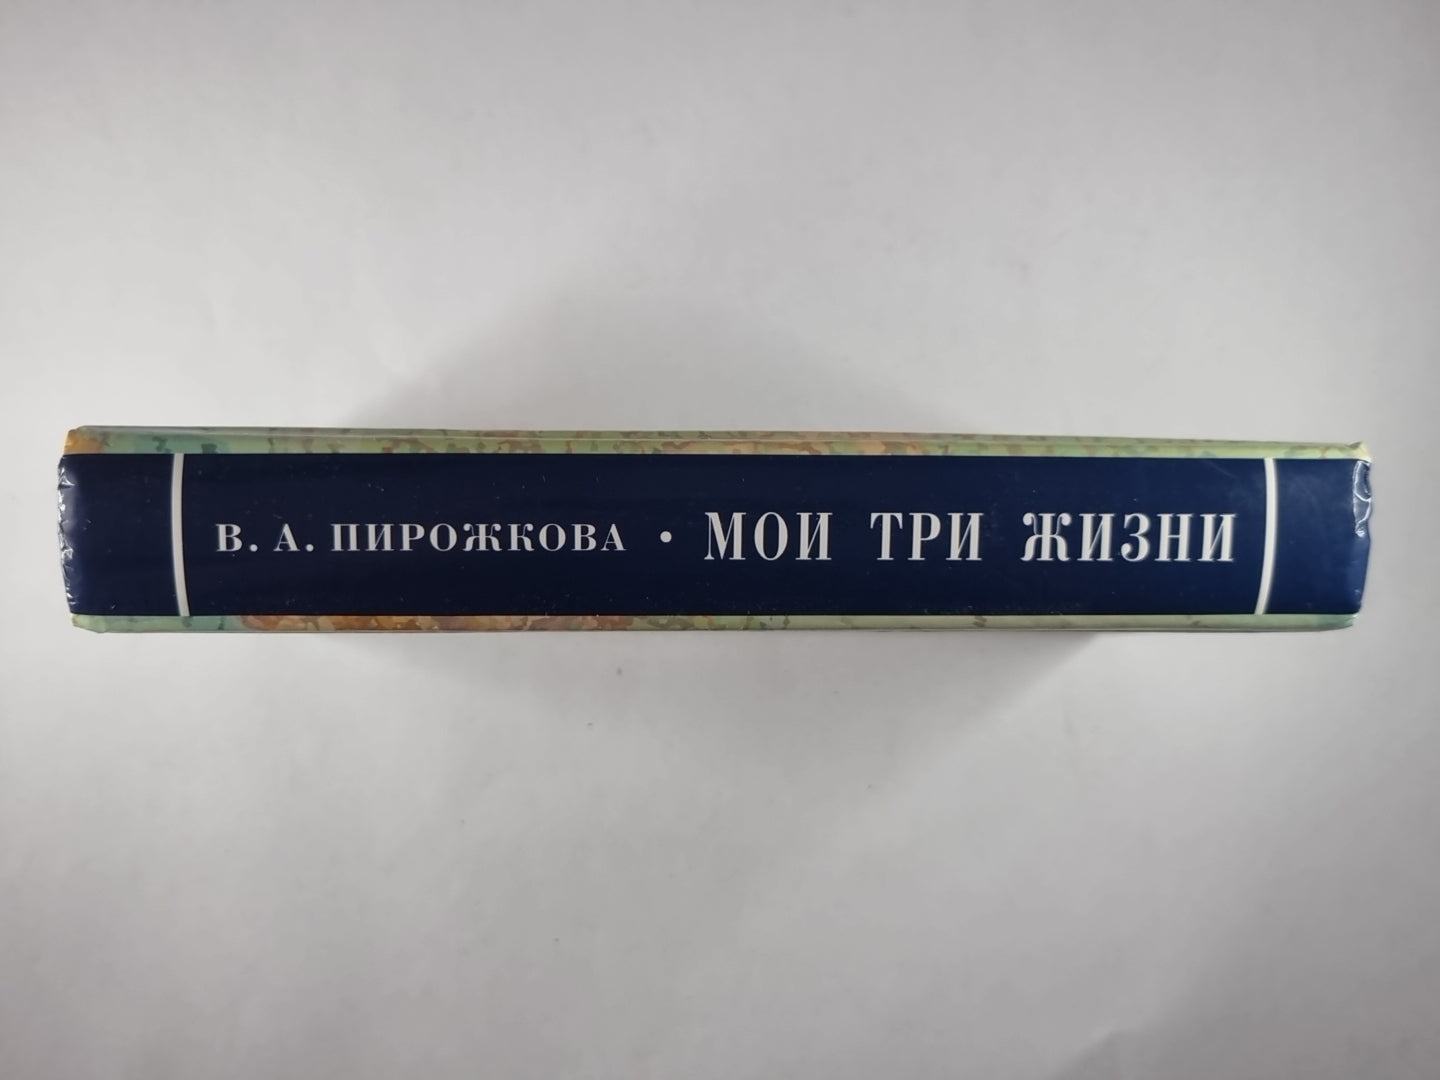 В. А. ПИРОЖКОВА • МОИ ТРИ ЖИЗНИ